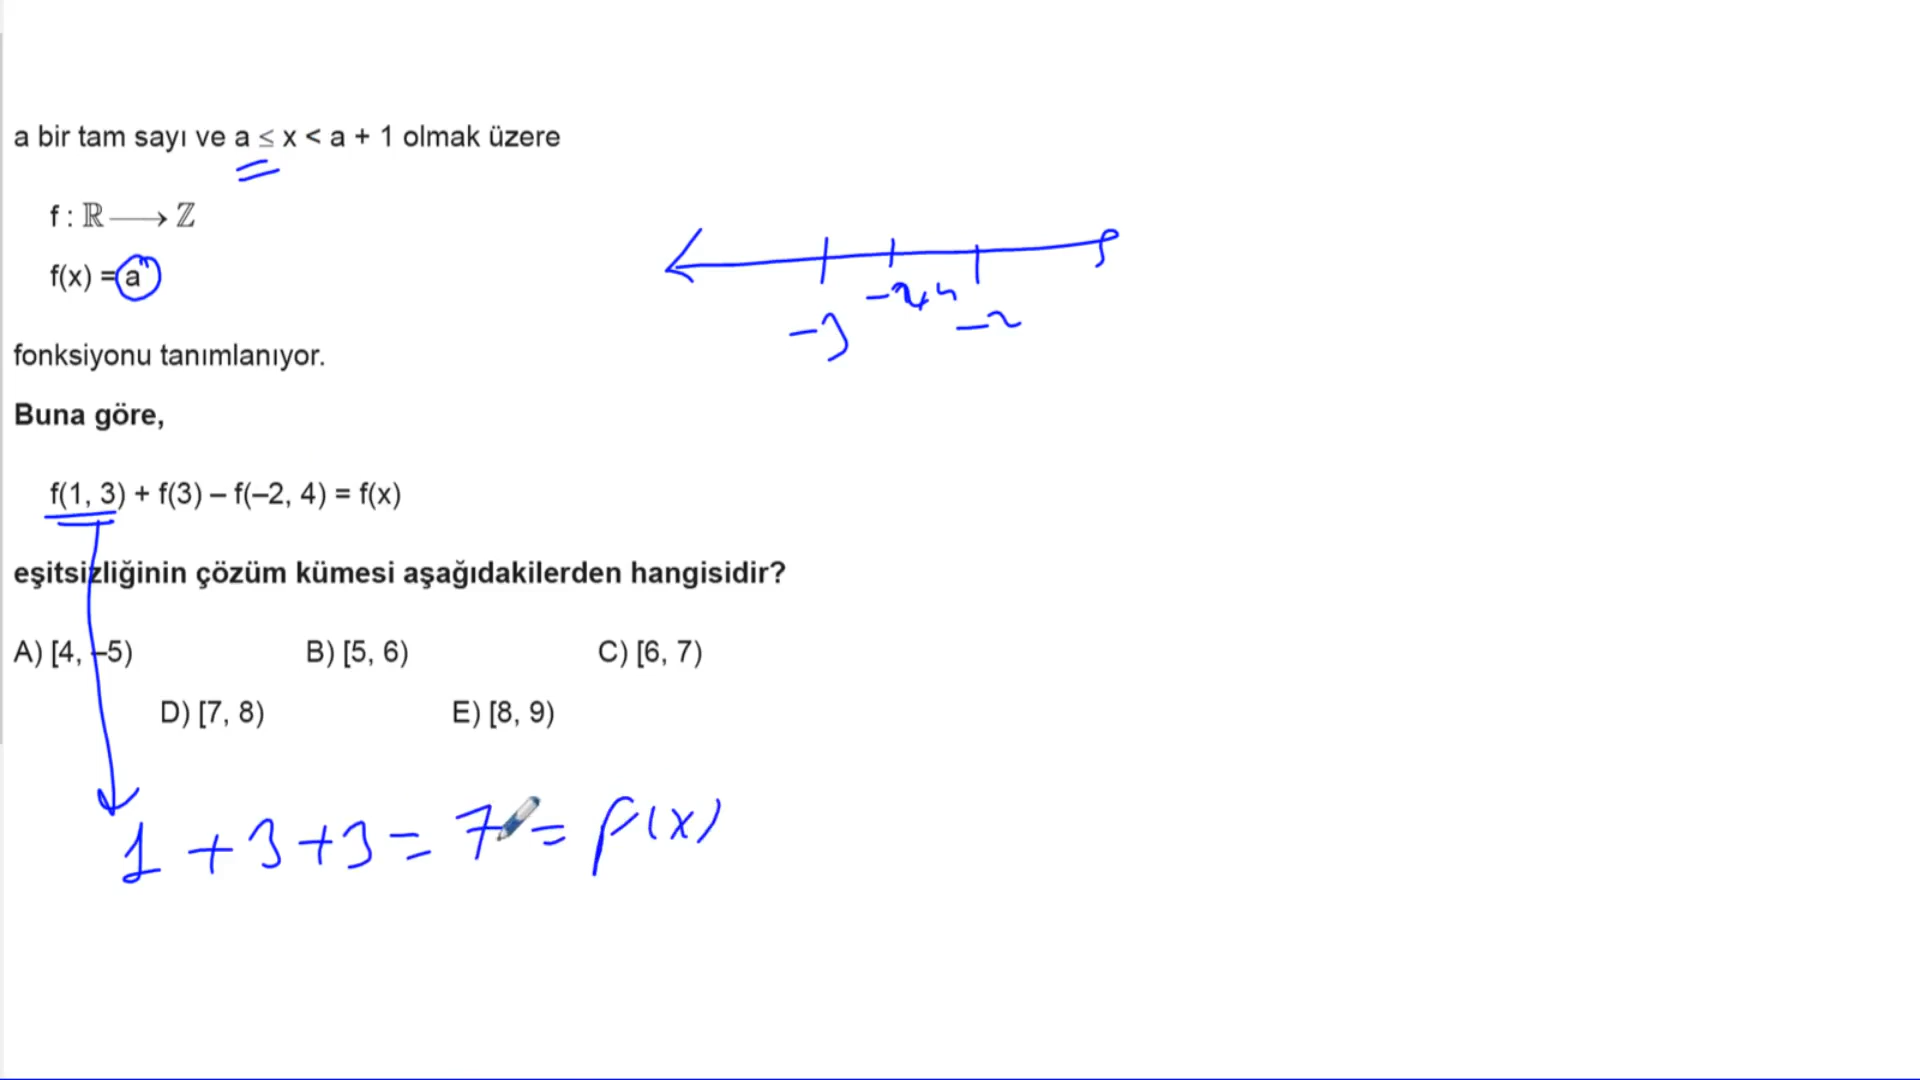 a bir tam sayı ve a ≤ x < a + 1 olmak üzere
f : ℝ ⟶ ℤ
f(x) = a
-2,4
-3
-2
fonksiyonu tanımlanıyor.
Buna göre,
f(1, 3) + f(3) – f(–2, 4) = f(x)
eşitsizliğinin çözüm kümesi aşağıdakilerden hangisidir?
A) [4, –5) B) [5, 6) C) [6, 7)
D) [7, 8) E) [8, 9)
1 + 3 + 3 = 7 = f(x)